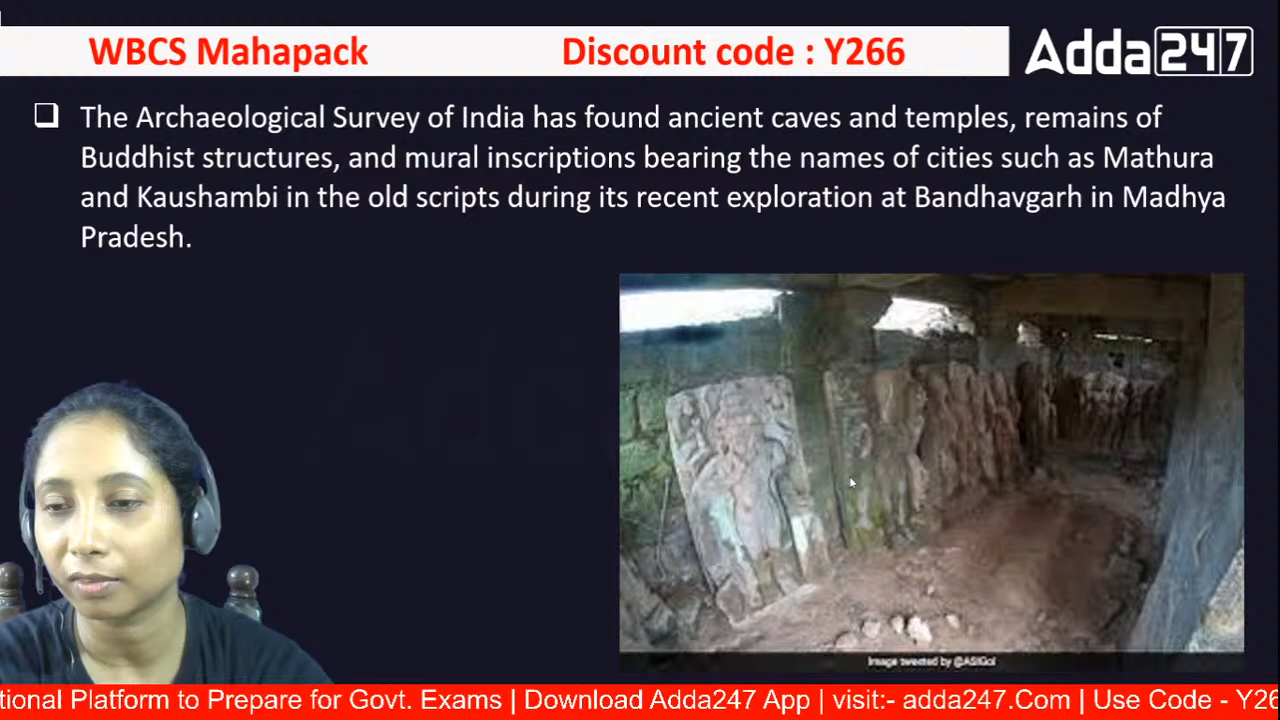 WBCS Mahapack Discount code : Y266 Adda247
The Archaeological Survey of India has found ancient caves and temples, remains of
Buddhist structures, and mural inscriptions bearing the names of cities such as Mathura
and Kaushambi in the old scripts during its recent exploration at Bandhavgarh in Madhya
Pradesh.
Image tweeted by @ASIGoI
tional Platform to Prepare for Govt. Exams | Download Adda247 App | visit:- adda247.Com | Use Code - Y26